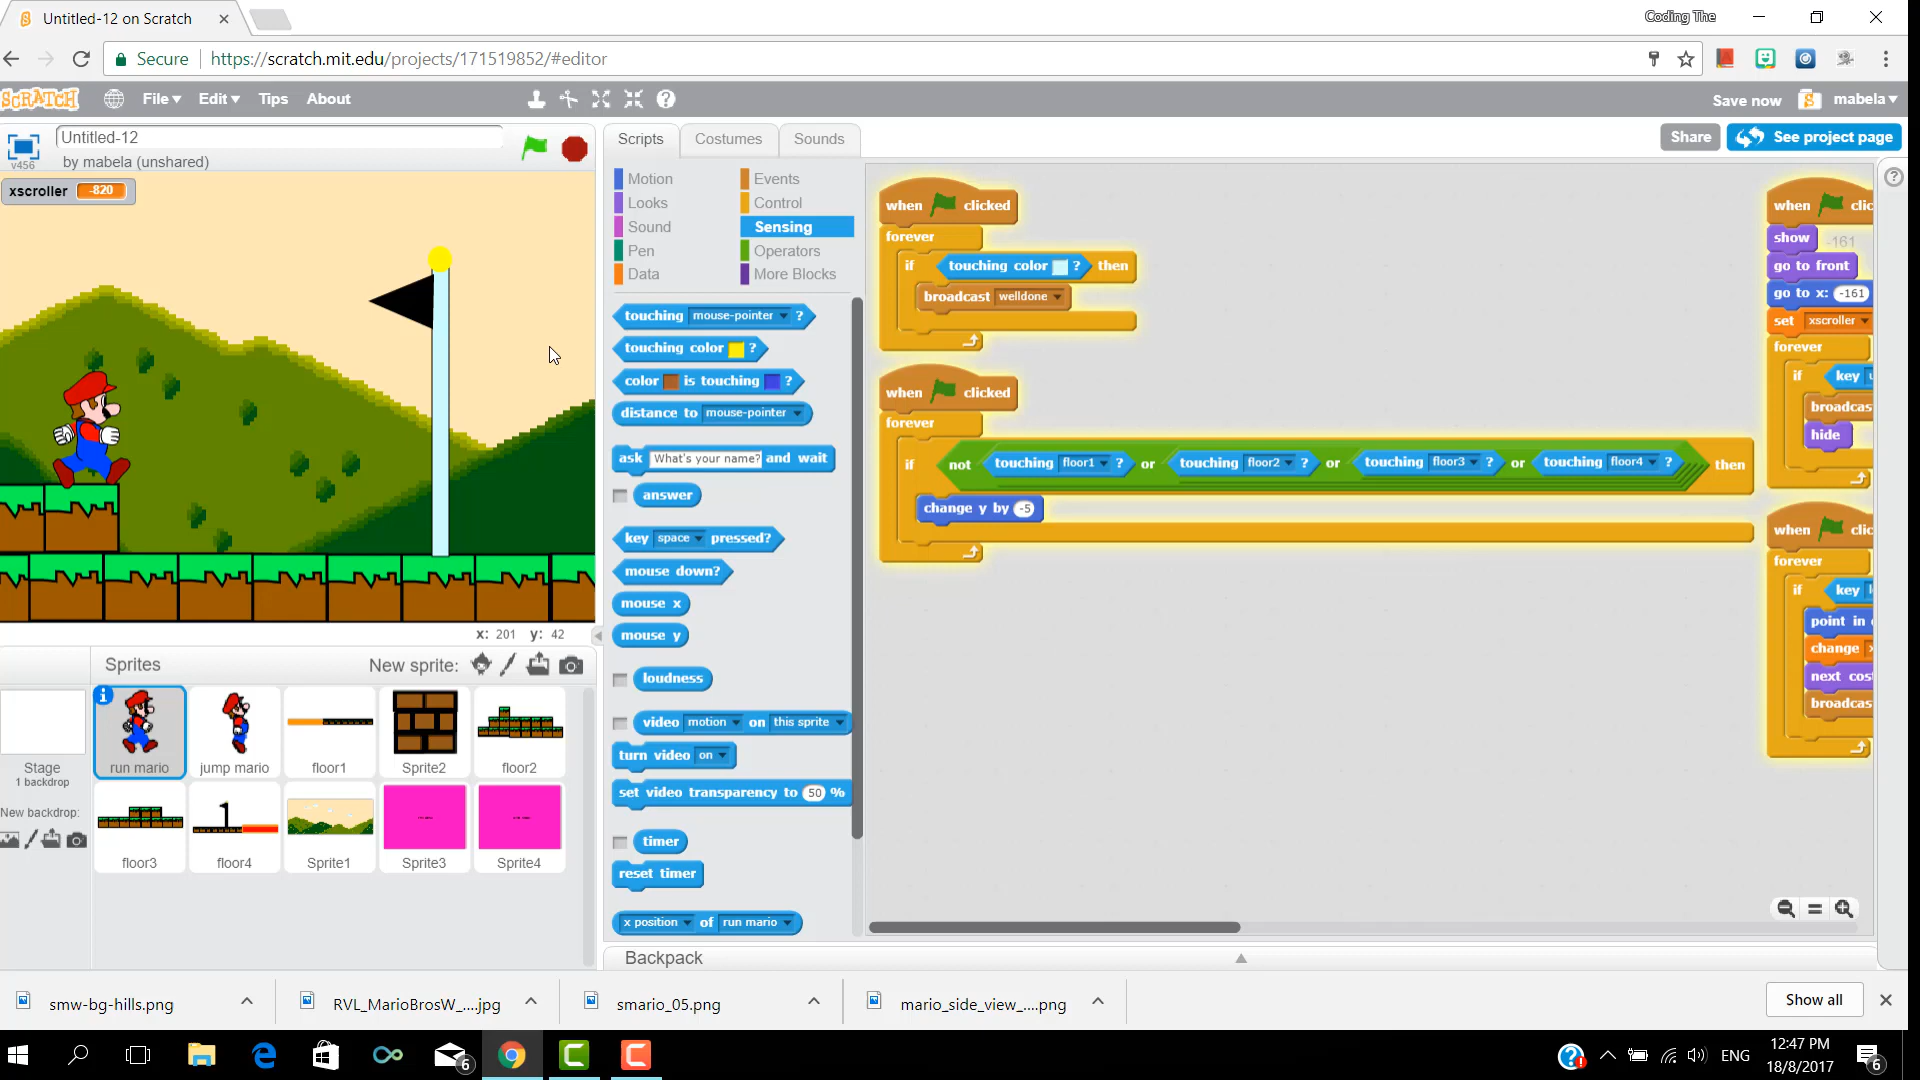 Untitled-12 on Scratch
Coding The
Secure
https://scratch.mit.edu/projects/171519852/#editor
SCRATCH
File
Edit
Tips
About
Save now
mabela
Untitled-12
by mabela (unshared)
v456
Scripts
Costumes
Sounds
Share
See project page
xscroller -820
Motion
Looks
Sound
Pen
Data
Events
Control
Sensing
Operators
More Blocks
touching mouse-pointer ?
touching color ?
color is touching ?
distance to mouse-pointer
ask What's your name? and wait
answer
key space pressed?
mouse down?
mouse x
mouse y
loudness
video motion on this sprite
turn video on
set video transparency to 50 %
timer
reset timer
x position of run mario
when clicked
forever
if touching color ? then
broadcast welldone
when clicked
forever
if not touching floor1 ? or touching floor2 ? or touching floor3 ? or touching floor4 ? then
change y by -5
when clic
show
-161
go to front
go to x: -161
set xscroller
forever
if key
broadcas
hide
when clic
forever
if key
point in
change
next cos
broadcas
x: 201 y: 42
Sprites
New sprite:
Stage
1 backdrop
New backdrop:
run mario
jump mario
floor1
Sprite2
floor2
floor3
floor4
Sprite1
Sprite3
Sprite4
Backpack
smw-bg-hills.png
RVL_MarioBrosW_....jpg
smario_05.png
mario_side_view_....png
Show all
6
ENG
12:47 PM
18/8/2017
6